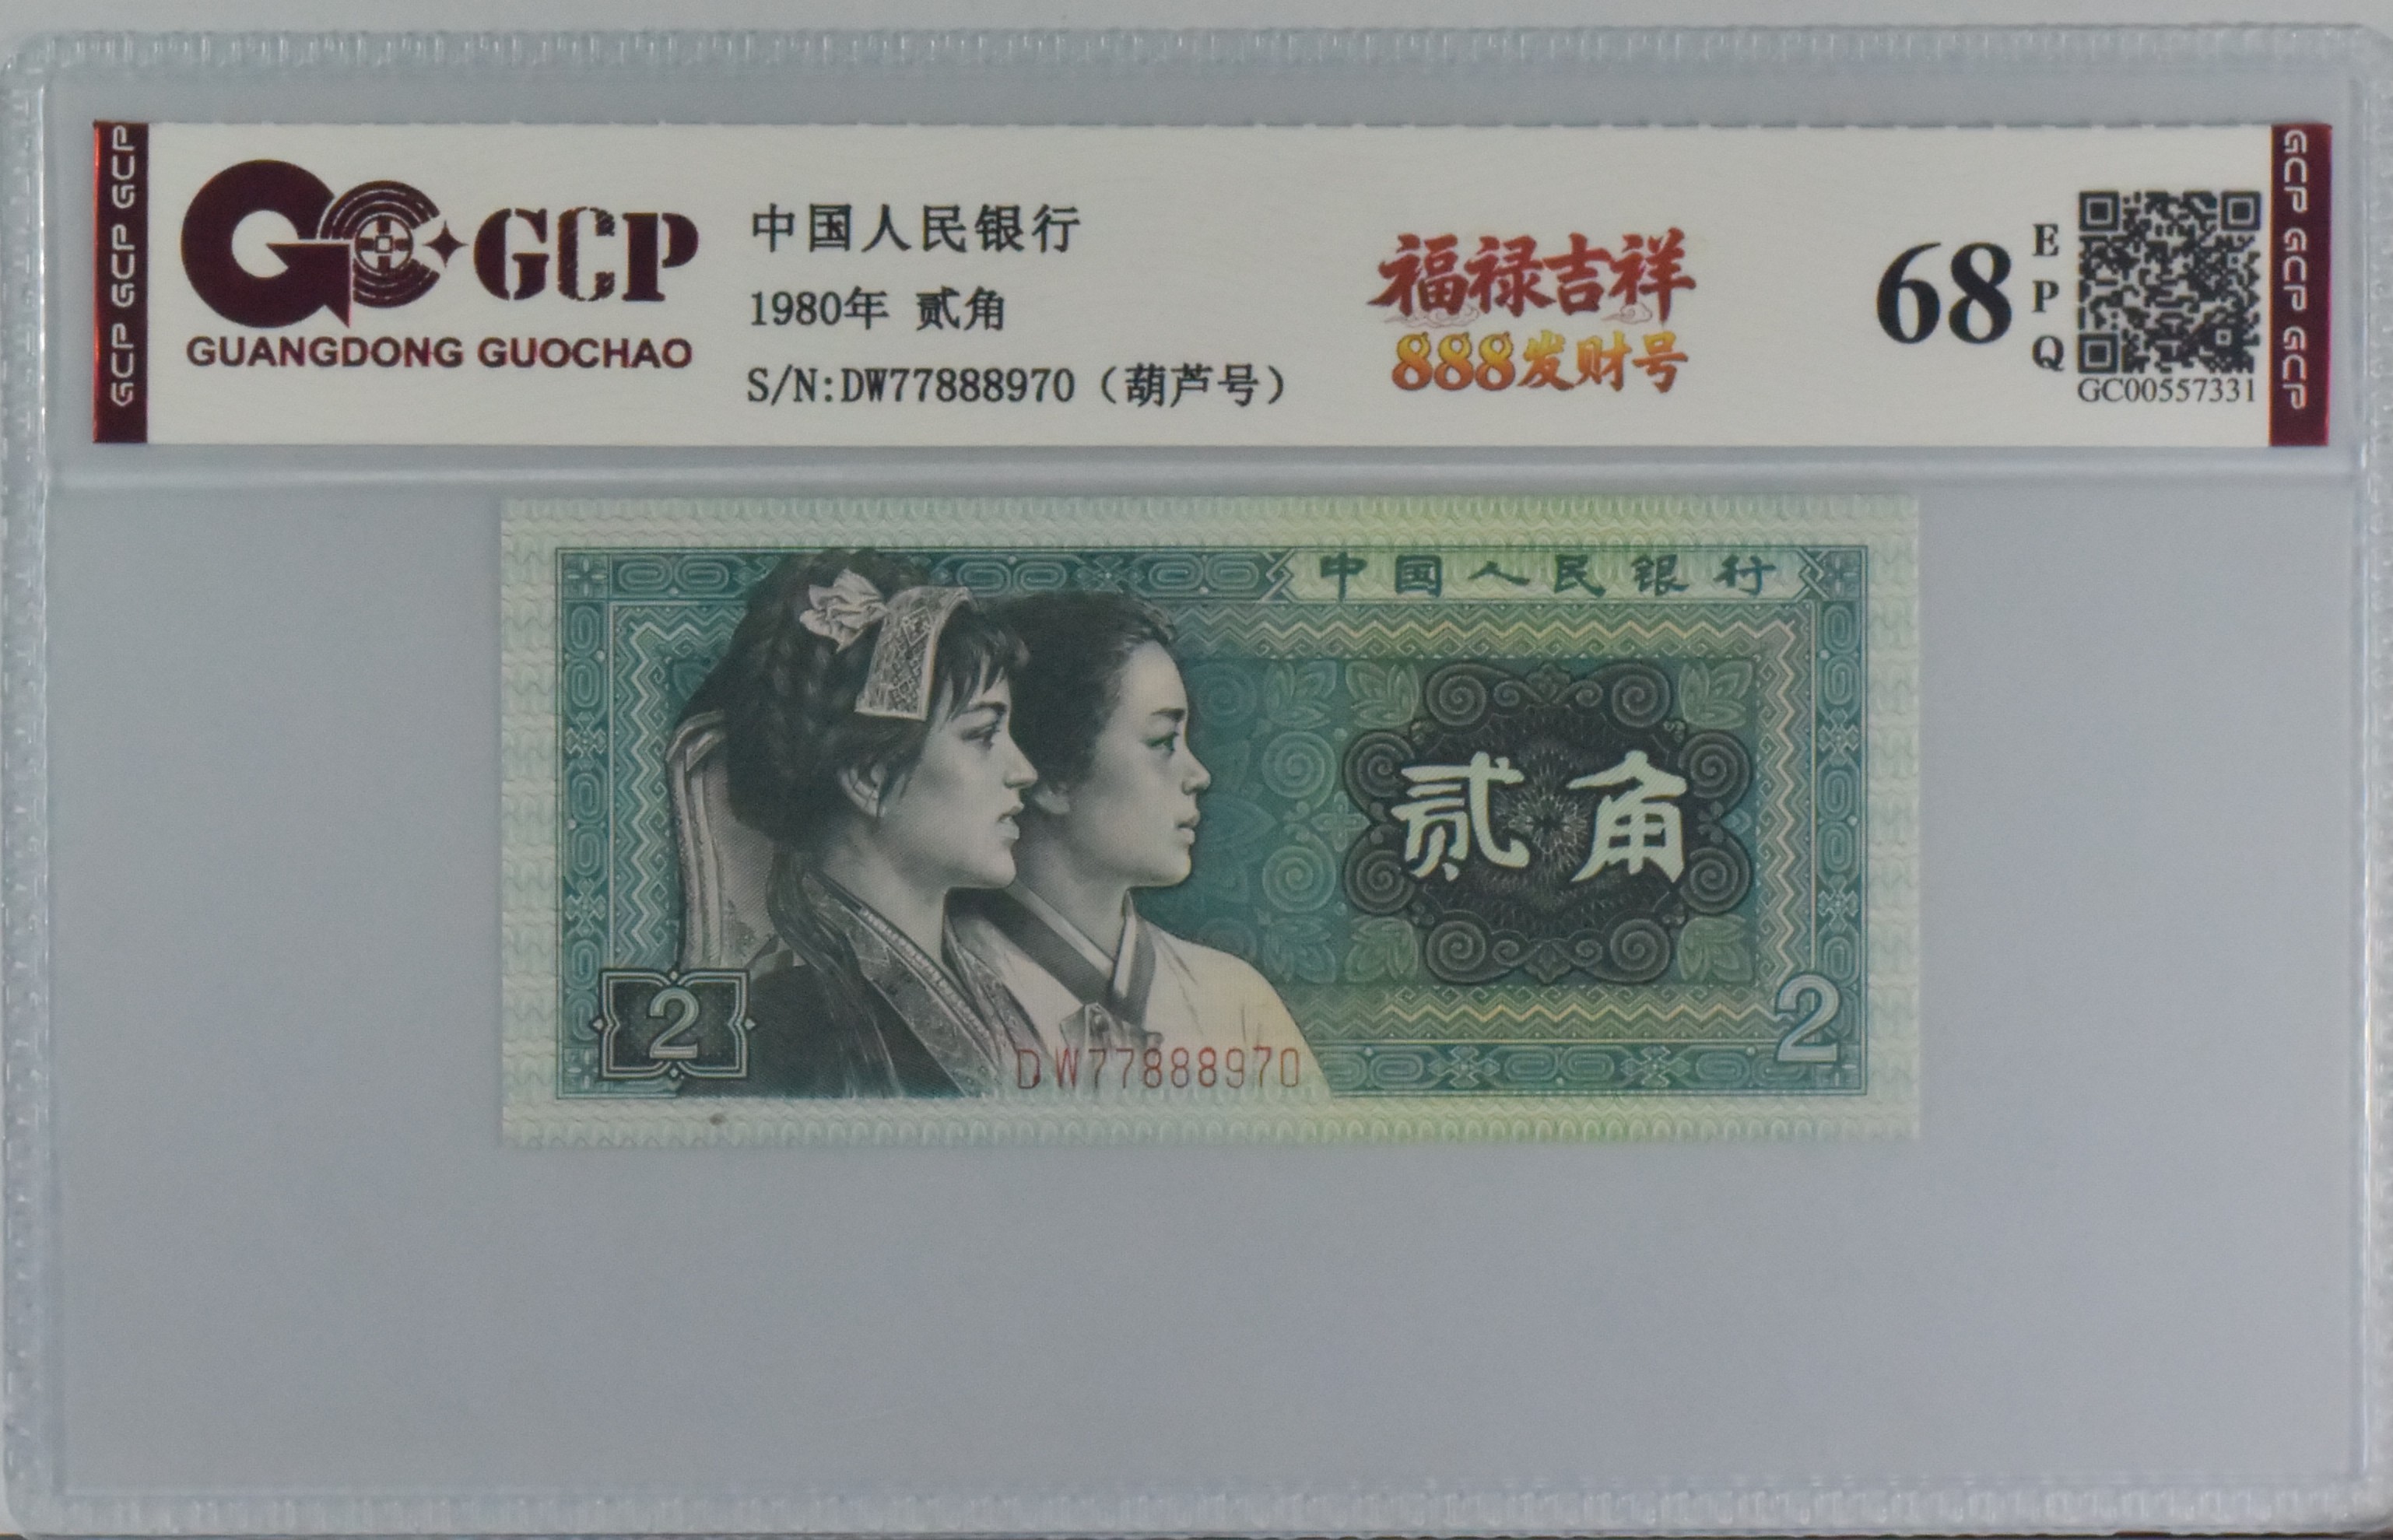 GCP GCP GCP
GCP
GUANGDONG GUOCHAO
中国人民银行
1980年 贰角
S/N:DW77888970（葫芦号）
福禄吉祥
888发财号
68
E
P
Q
GC00557331
GCP GCP GCP
中国人民银行
贰角
2
2
DW77888970